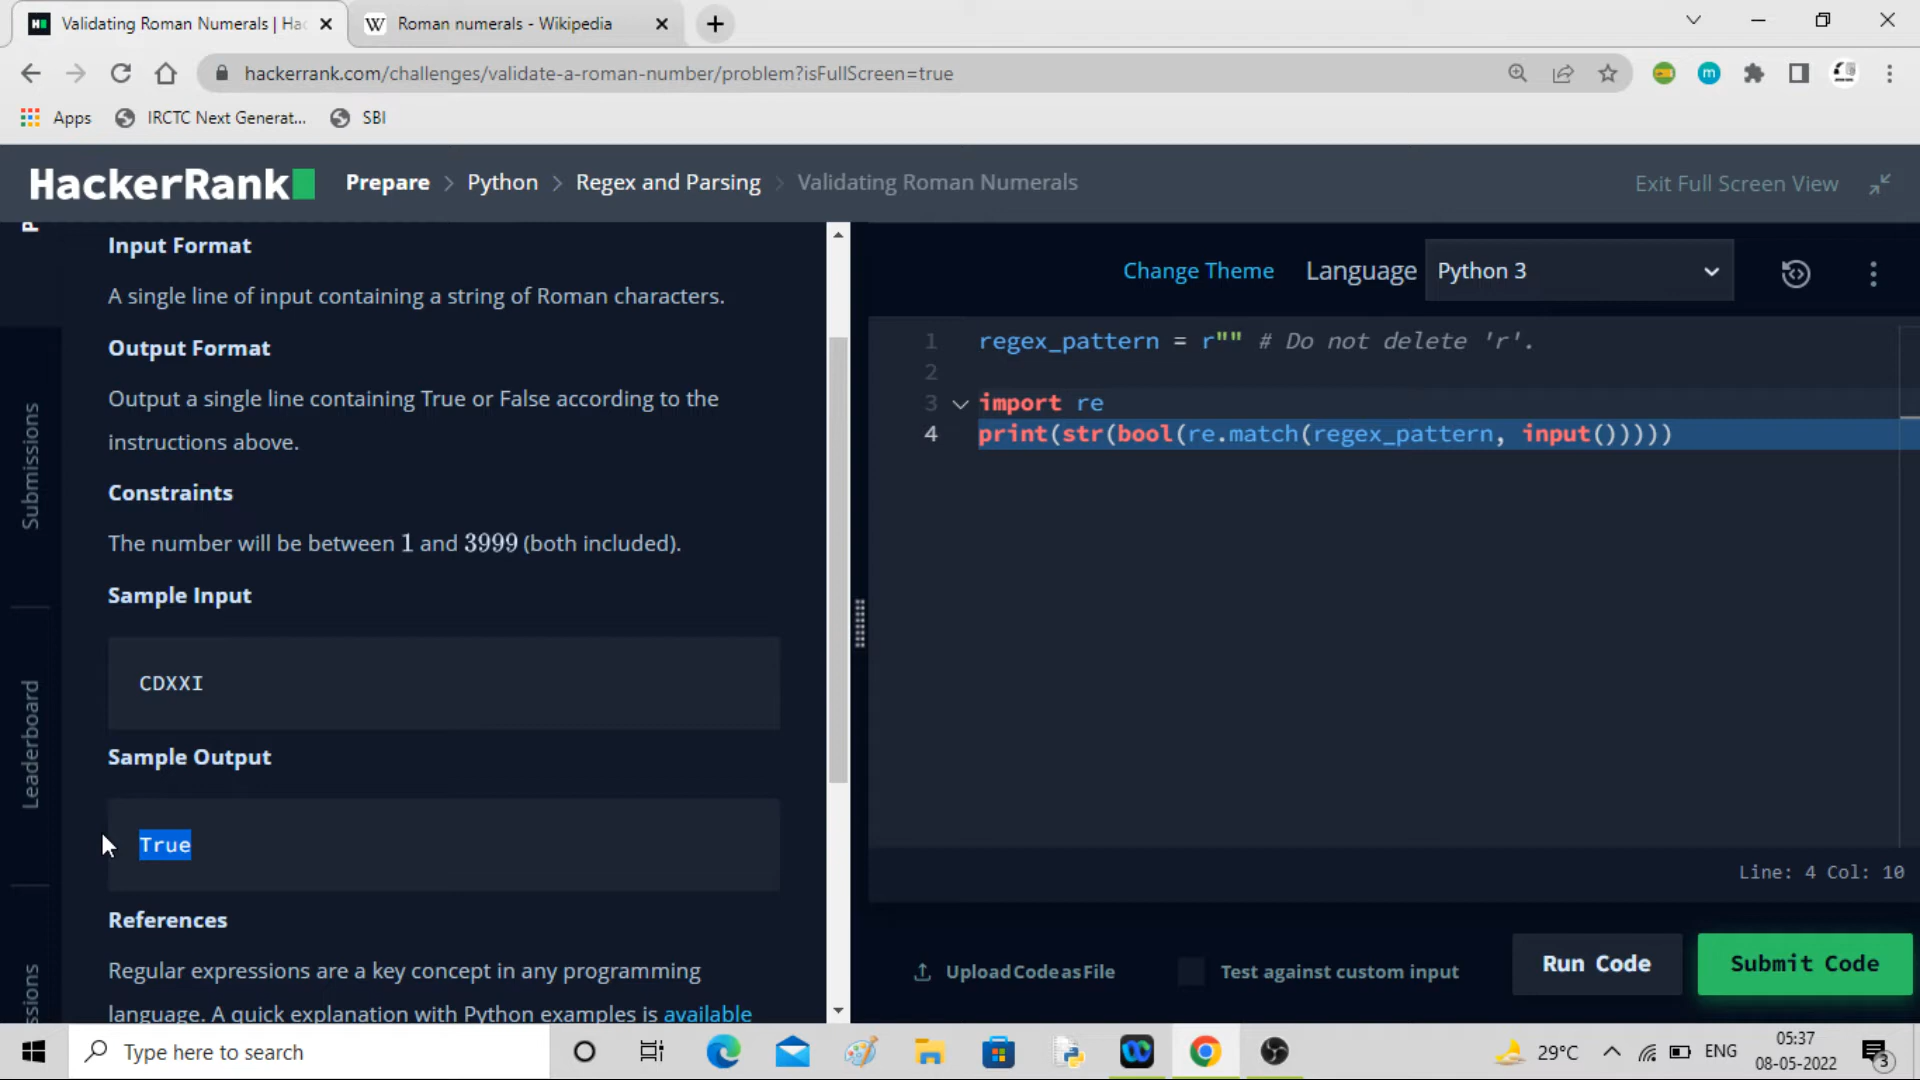 Validating Roman Numerals | Hac
Roman numerals - Wikipedia
hackerrank.com/challenges/validate-a-roman-number/problem?isFullScreen=true
Apps
IRCTC Next Generat...
SBI
HackerRank
Prepare > Python > Regex and Parsing > Validating Roman Numerals
Exit Full Screen View
Submissions
Leaderboard
Input Format
A single line of input containing a string of Roman characters.
Output Format
Output a single line containing True or False according to the
instructions above.
Constraints
The number will be between 1 and 3999 (both included).
Sample Input
CDXXI
Sample Output
True
References
Regular expressions are a key concept in any programming
language. A quick explanation with Python examples is available
Change Theme
Language
Python 3
1 regex_pattern = r"" # Do not delete 'r'.
2
3 import re
4 print(str(bool(re.match(regex_pattern, input()))))
Line: 4 Col: 10
Upload Code as File
Test against custom input
Run Code
Submit Code
Type here to search
29°C
ENG
05:37
08-05-2022
3